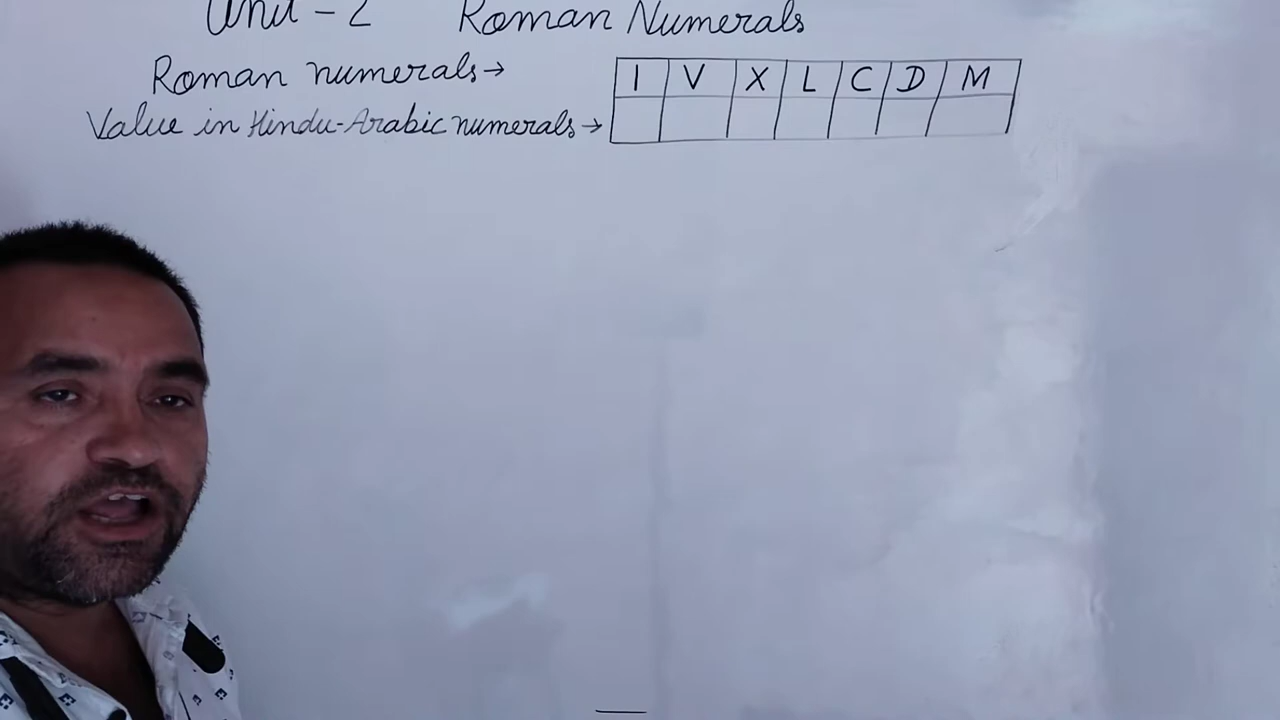 Unit - 2 Roman Numerals
Roman numerals → I V X L C D M
Value in Hindu-Arabic numerals →